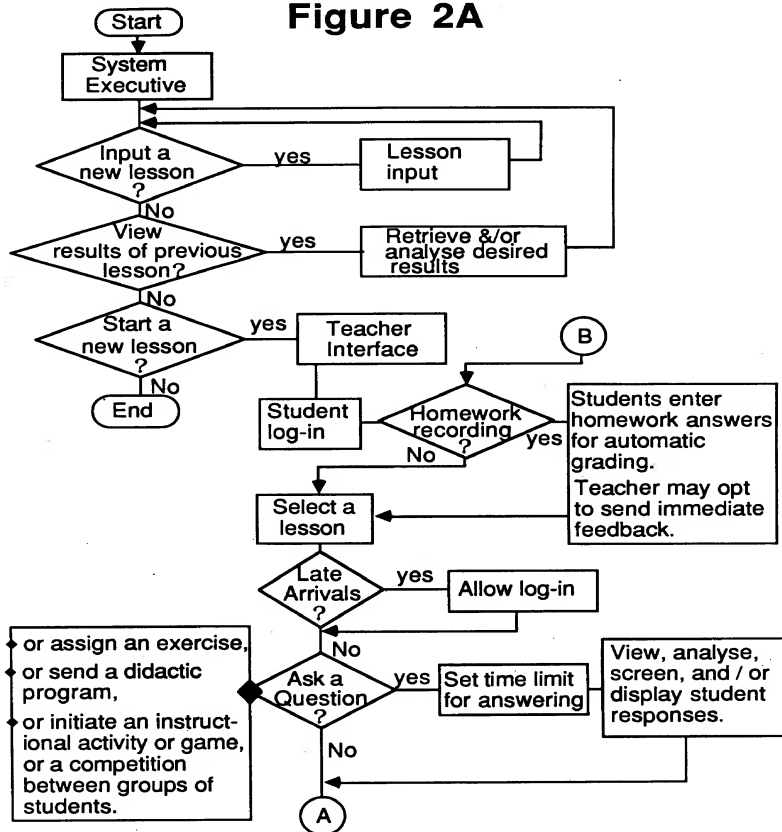 Figure 2A
Start
System
Executive
Input a
new lesson
?
yes
Lesson
input
No
View
results of previous
lesson?
yes
Retrieve &/or
analyse desired
results
No
Start a
new lesson
?
yes
Teacher
Interface
No
End
B
Student
log-in
Homework
recording
?
yes
No
Students enter
homework answers
for automatic
grading.
Teacher may opt
to send immediate
feedback.
Select a
lesson
Late
Arrivals
?
yes
Allow log-in
No
or assign an exercise,
or send a didactic
program,
or initiate an instruct-
ional activity or game,
or a competition
between groups of
students.
Ask a
Question
?
yes
Set time limit
for answering
View, analyse,
screen, and / or
display student
responses.
No
A